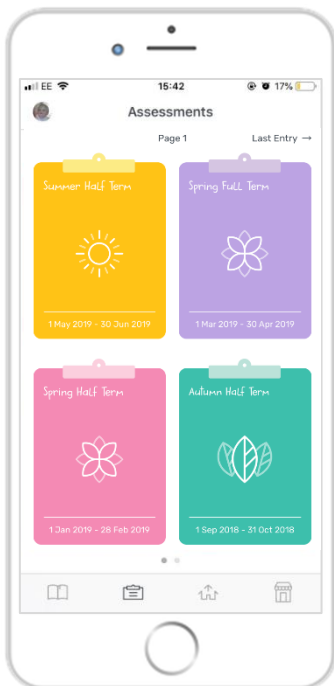 EE 15:42 17%
Assessments
Page 1 Last Entry →
Summer Half Term
Spring Full Term
1 May 2019 - 30 Jun 2019
1 Mar 2019 - 30 Apr 2019
Spring Half Term
Autumn Half Term
1 Jan 2019 - 28 Feb 2019
1 Sep 2018 - 31 Oct 2018